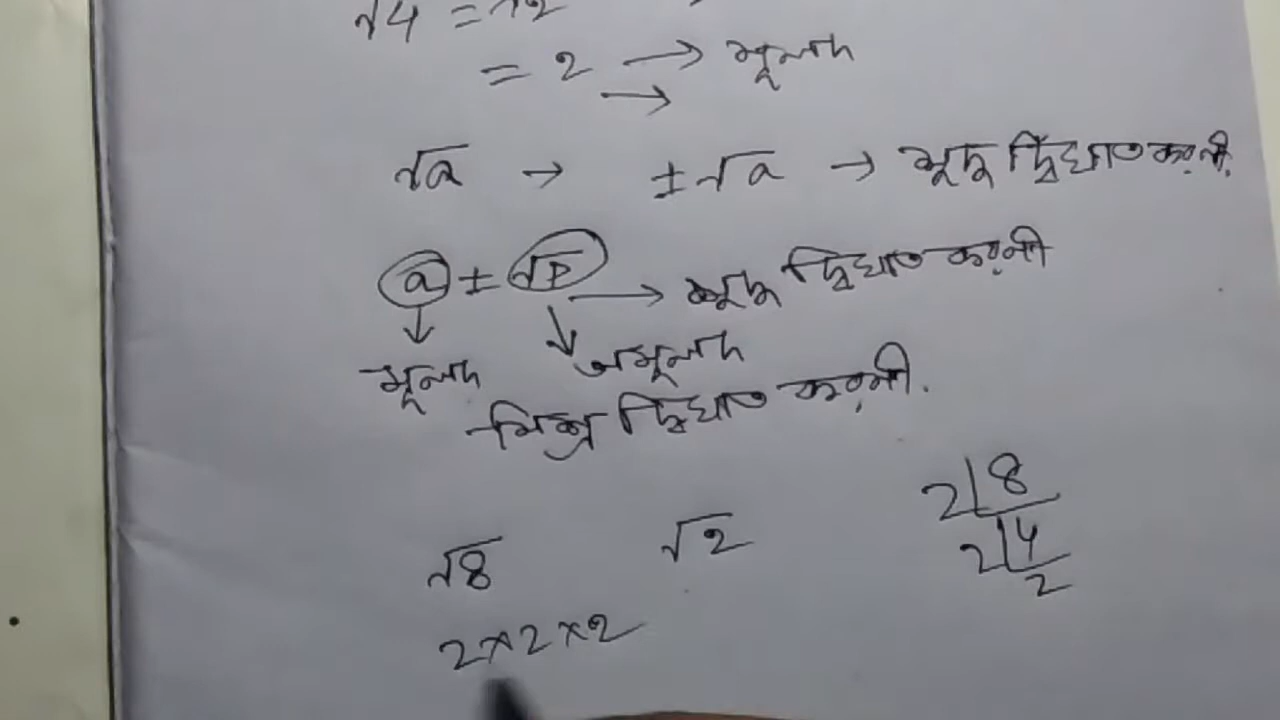 √4 = √2
= 2 → মূলদ
→
√a → ±√a → শুদ্ধ দ্বিঘাত করণী.
a ± √P → শুদ্ধ দ্বিঘাত করণী
↓ ↓
মূলদ অমূলদ
মিশ্র দ্বিঘাত করণী.
√8 √2 2|8
2|4
2
2×2×2